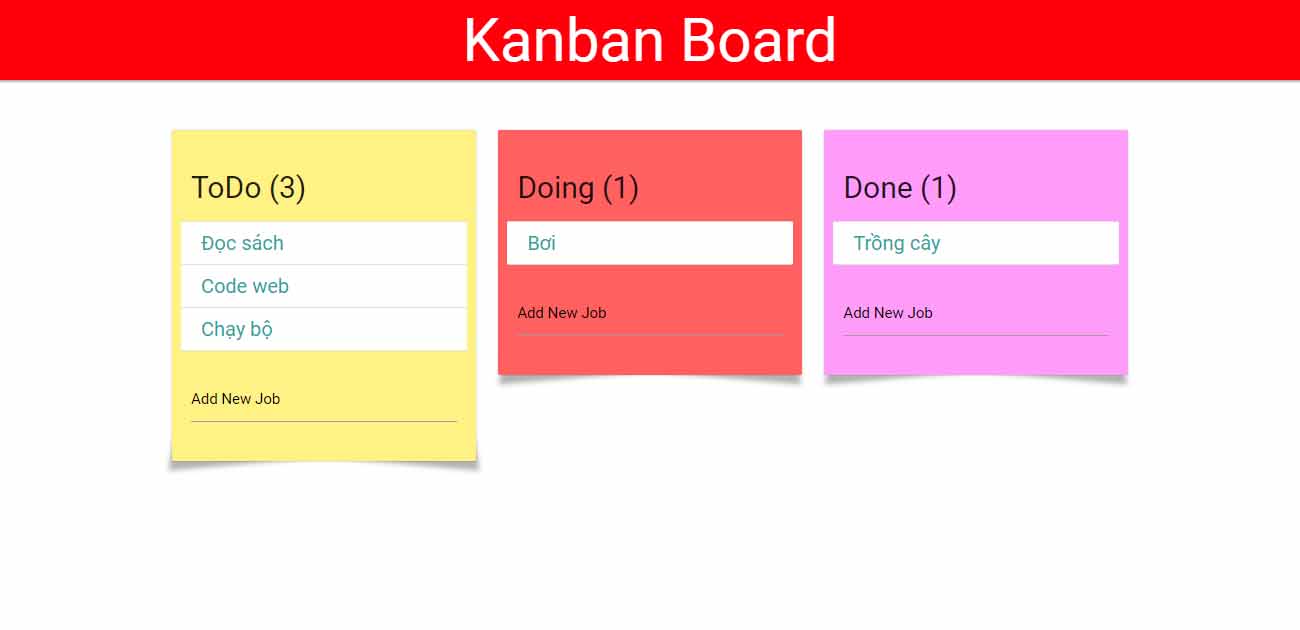 Kanban Board
ToDo (3)
Đọc sách
Code web
Chạy bộ
Add New Job
Doing (1)
Bơi
Add New Job
Done (1)
Trồng cây
Add New Job